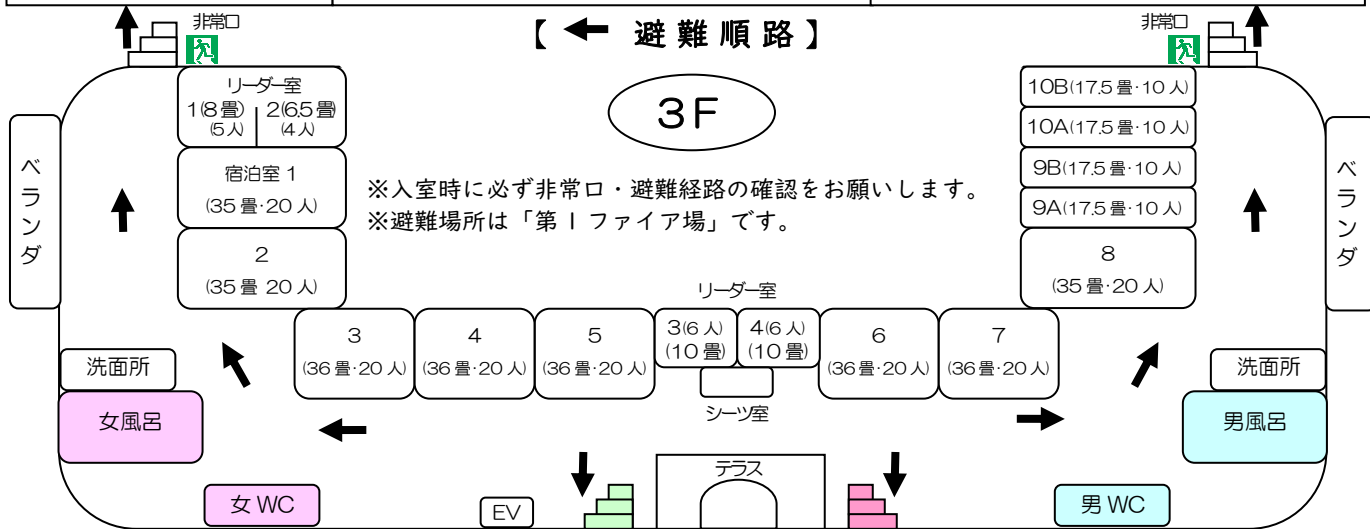 非常口
【 ← 避難順路 】
非常口
3F
リーダー室
1(8畳)
(5人)
2(6.5畳)
(4人)
宿泊室 1
(35畳·20人)
2
(35畳 20人)
ベランダ
※入室時に必ず非常口・避難経路の確認をお願いします。
※避難場所は「第1ファイア場」です。
10B(17.5畳·10人)
10A(17.5畳·10人)
9B(17.5畳·10人)
9A(17.5畳·10人)
8
(35畳·20人)
ベランダ
リーダー室
3
(36畳·20人)
4
(36畳·20人)
5
(36畳·20人)
3(6人)
(10畳)
4(6人)
(10畳)
6
(36畳·20人)
7
(36畳·20人)
シーツ室
洗面所
女風呂
洗面所
男風呂
女WC
EV
テラス
男WC